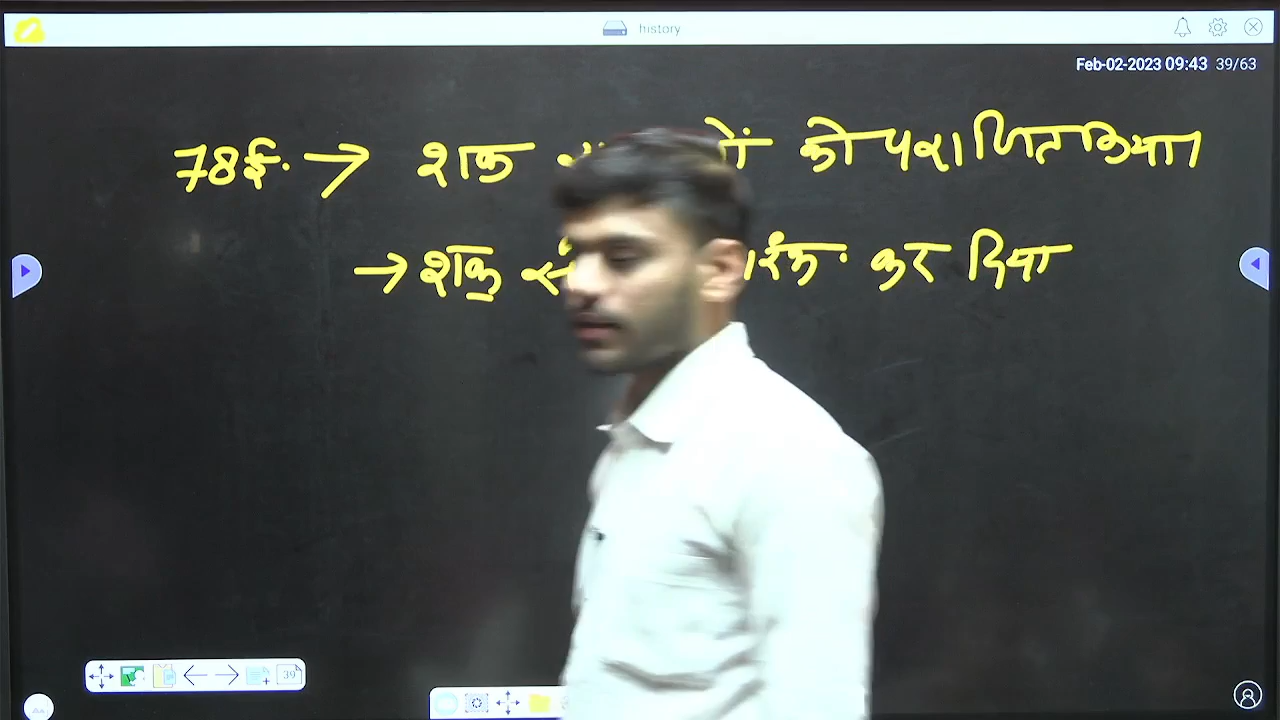 history
Feb-02-2023 09:43 39/63
78ई. → शक को पराजित किया।
→ शक कर दिया
39